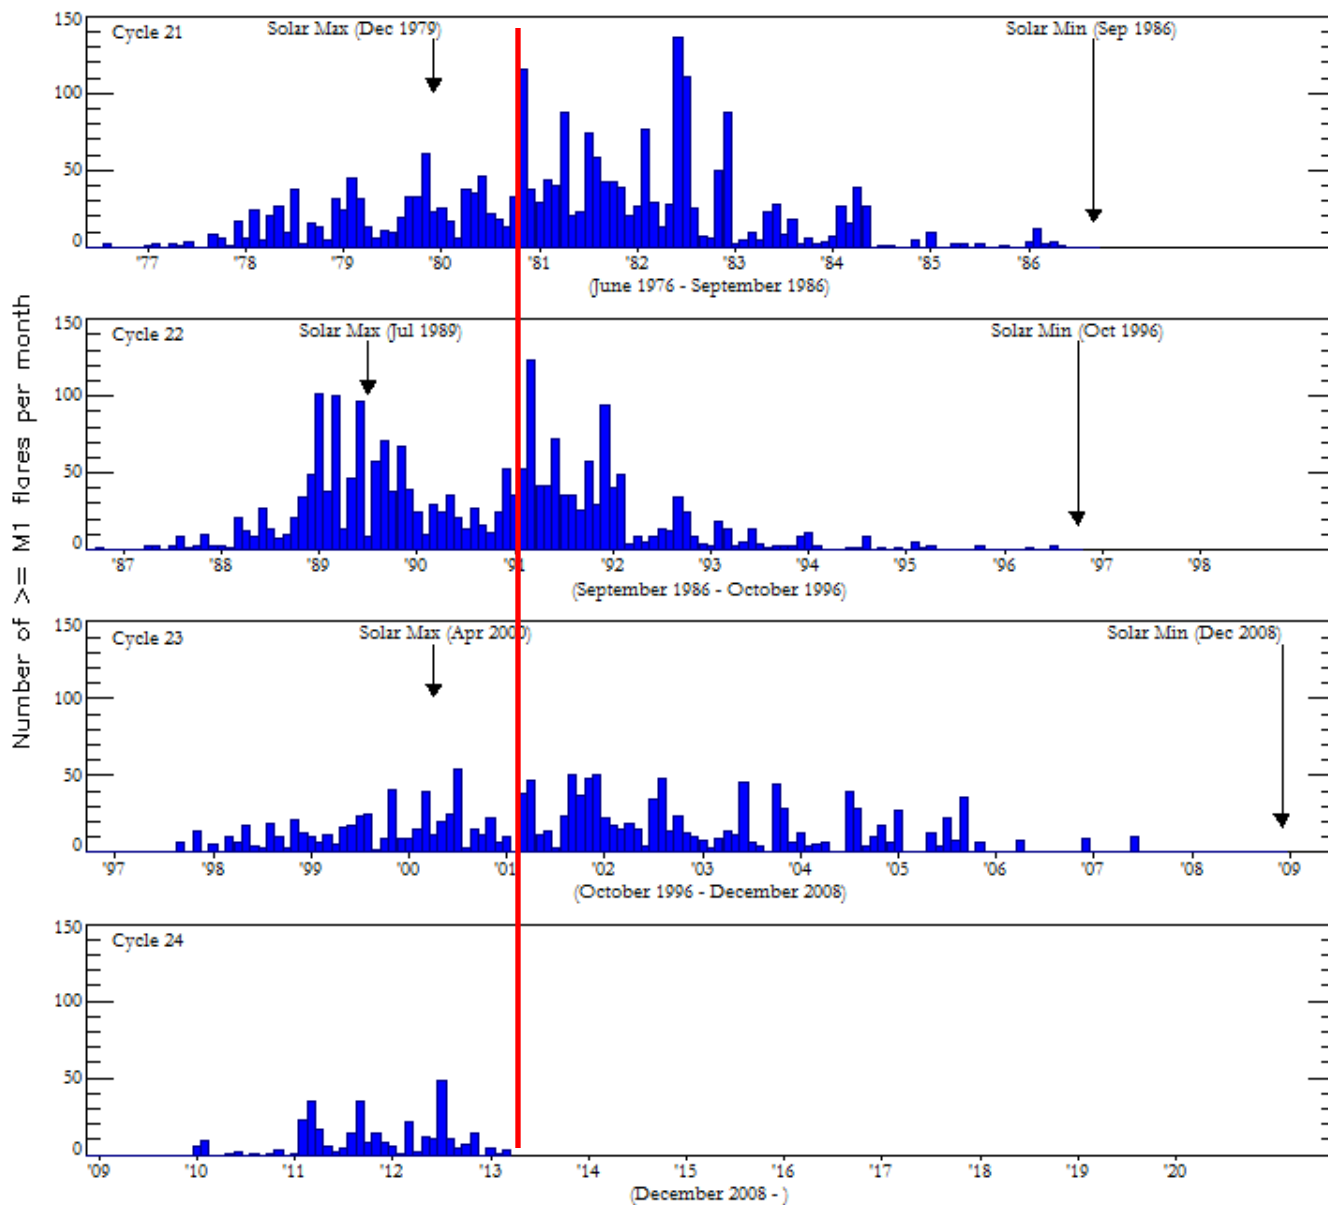 Number of >= M1 flares per month
150
100
50
0
Cycle 21
Solar Max (Dec 1979)
Solar Min (Sep 1986)
'77 '78 '79 '80 '81 '82 '83 '84 '85 '86
(June 1976 - September 1986)
150
100
50
0
Cycle 22
Solar Max (Jul 1989)
Solar Min (Oct 1996)
'87 '88 '89 '90 '91 '92 '93 '94 '95 '96 '97 '98
(September 1986 - October 1996)
150
100
50
0
Cycle 23
Solar Max (Apr 2000)
Solar Min (Dec 2008)
'97 '98 '99 '00 '01 '02 '03 '04 '05 '06 '07 '08 '09
(October 1996 - December 2008)
150
100
50
0
Cycle 24
'09 '10 '11 '12 '13 '14 '15 '16 '17 '18 '19 '20
(December 2008 - )